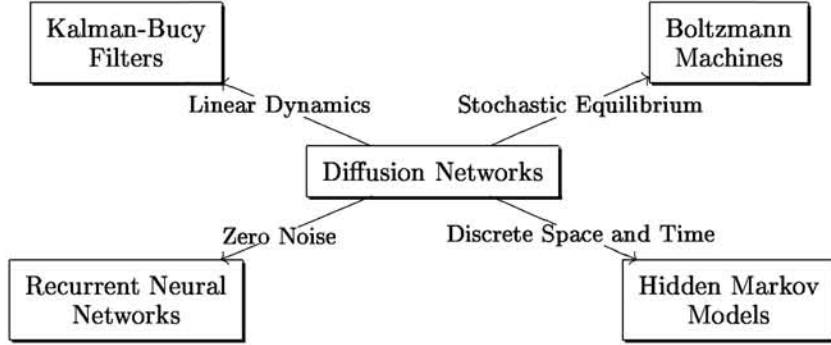 Kalman-Bucy
Filters
Boltzmann
Machines
Linear Dynamics
Stochastic Equilibrium
Diffusion Networks
Zero Noise
Discrete Space and Time
Recurrent Neural
Networks
Hidden Markov
Models